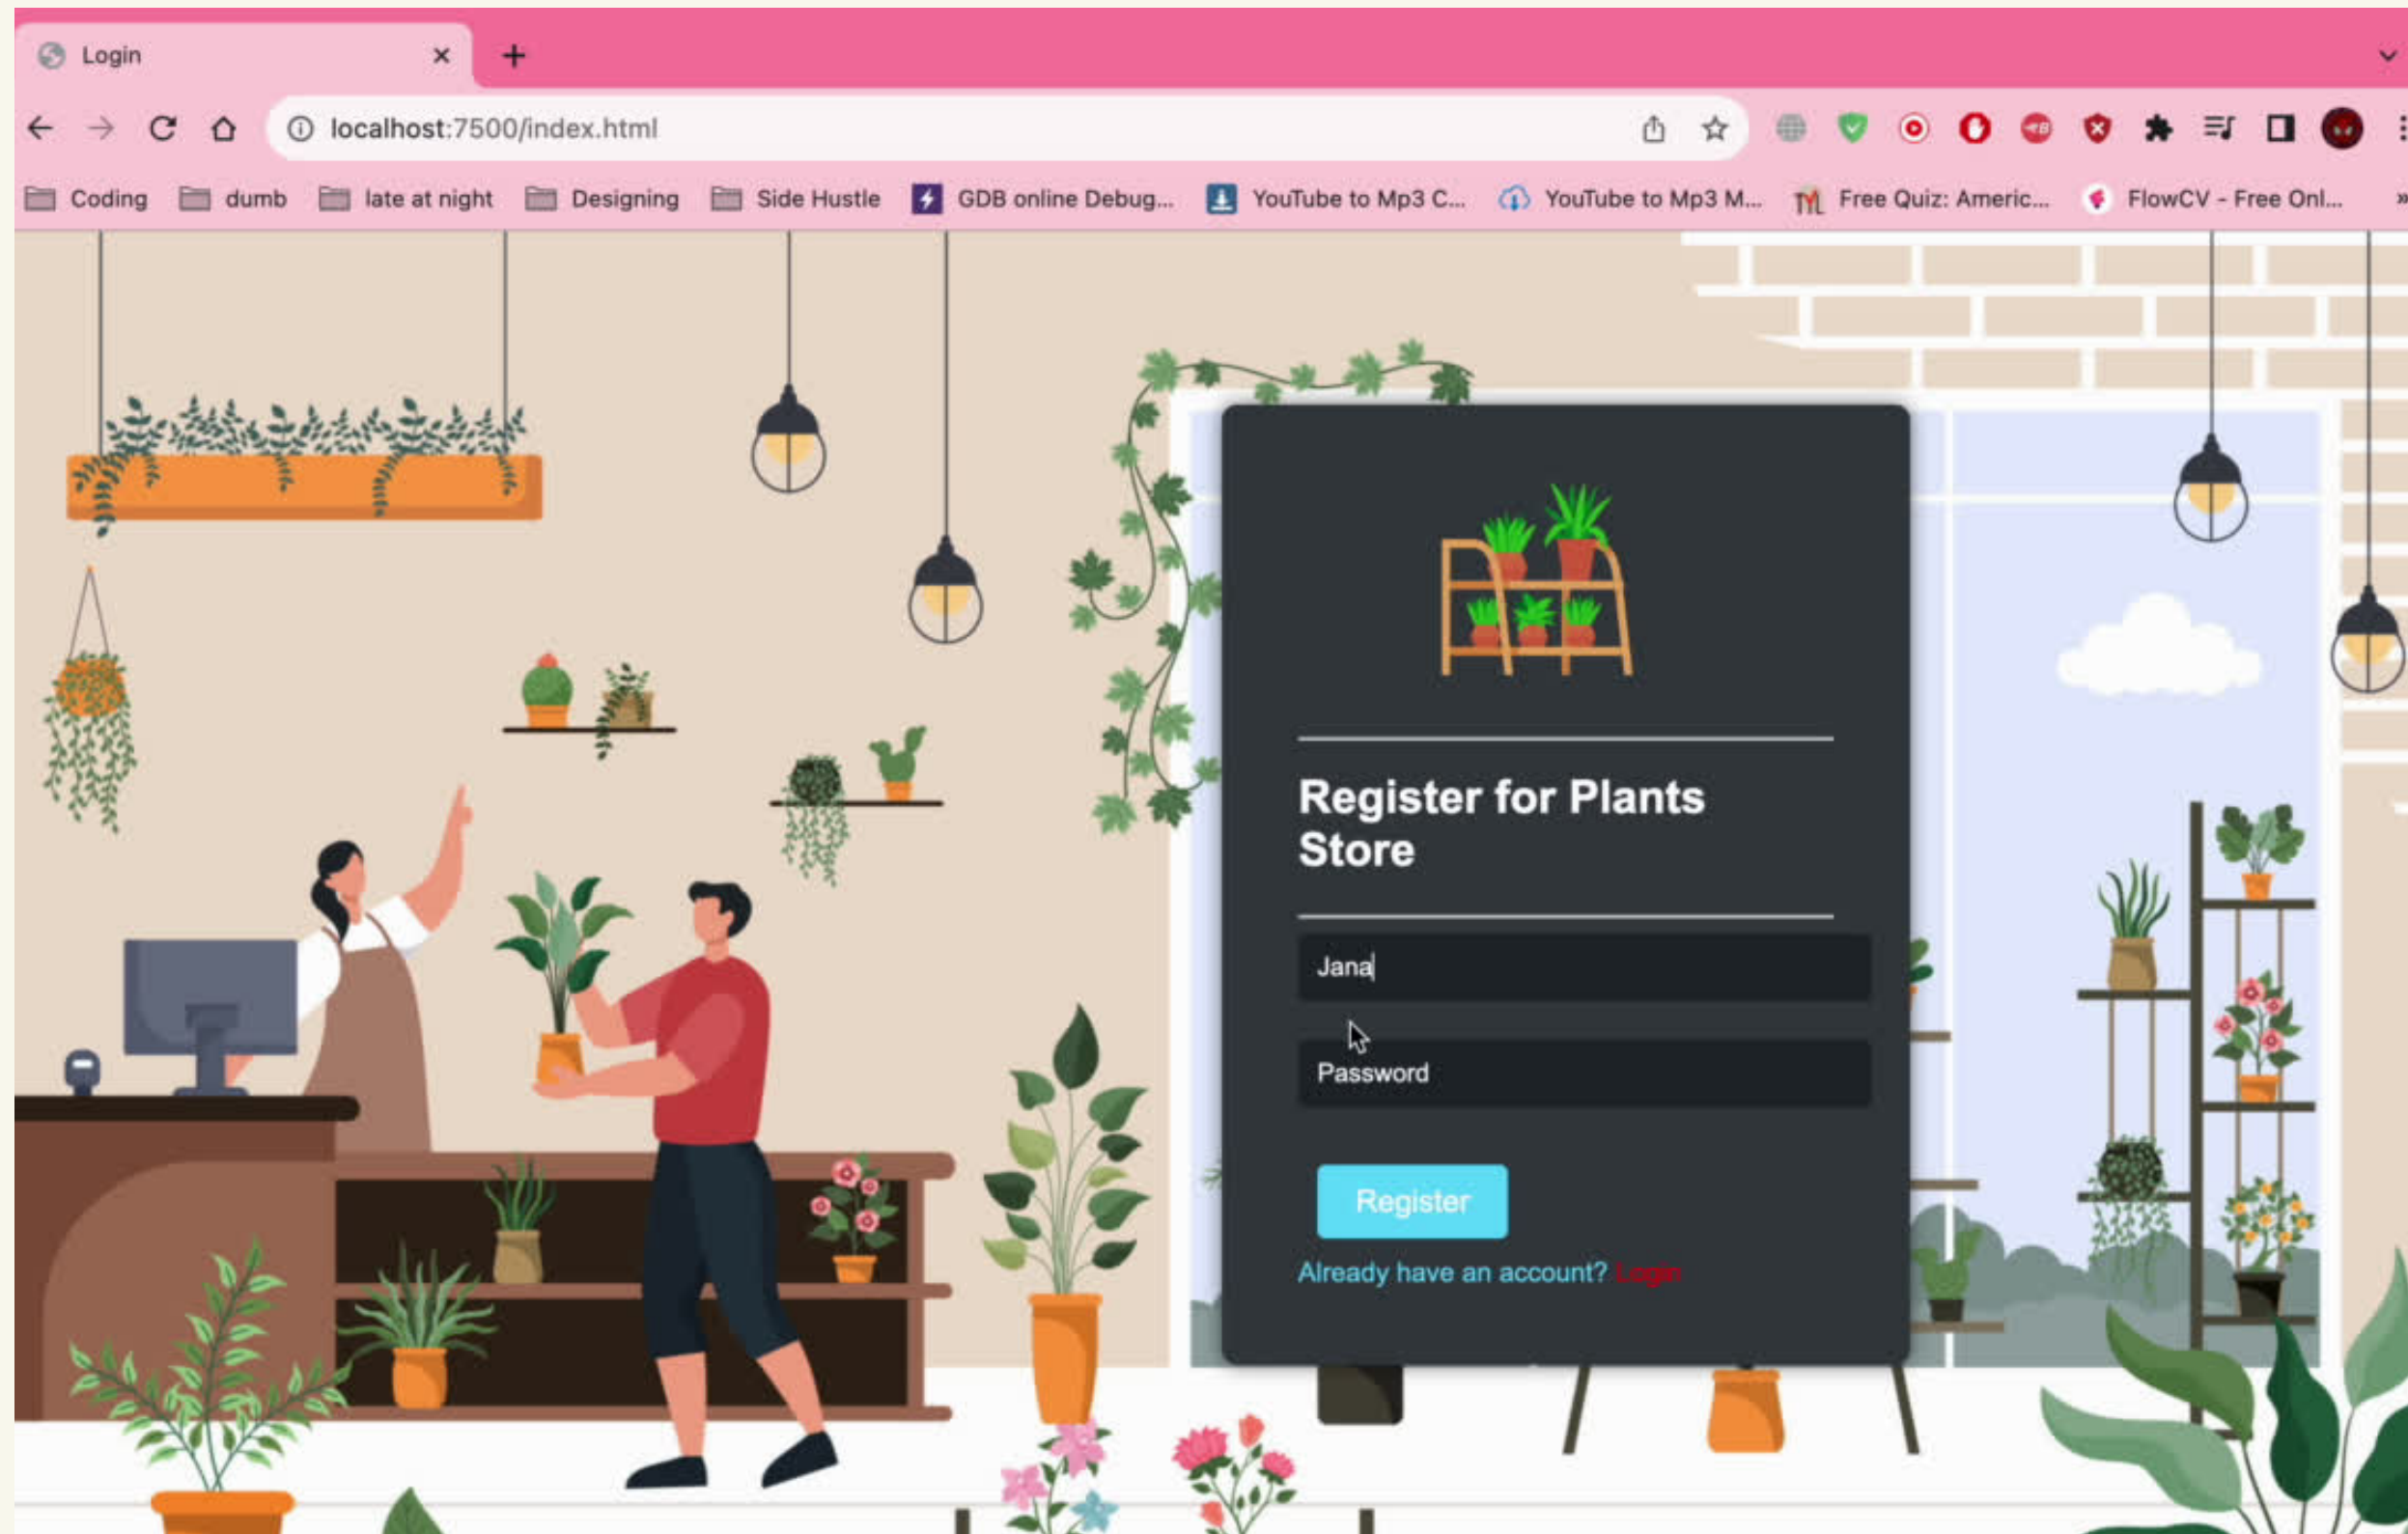 Login
localhost:7500/index.html
Coding dumb late at night Designing Side Hustle GDB online Debug... YouTube to Mp3 C... YouTube to Mp3 M... Free Quiz: Americ... FlowCV - Free Onl... »
Register for Plants
Store
Jana
Password
Register
Already have an account? Login